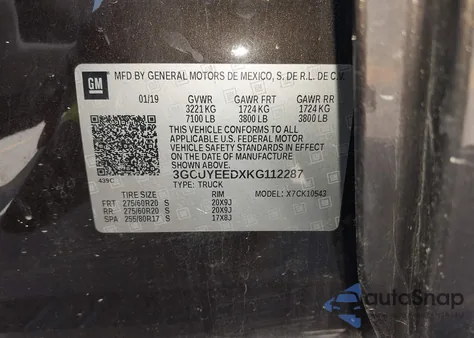 GM
MFD BY GENERAL MOTORS DE MEXICO, S. DE R.L. DE C.V.
01/19 GVWR GAWR FRT GAWR RR
3221 KG 1724 KG 1724 KG
7100 LB 3800 LB 3800 LB
THIS VEHICLE CONFORMS TO ALL
APPLICABLE U.S. FEDERAL MOTOR
VEHICLE SAFETY STANDARDS IN EFFECT
ON THE DATE OF MANUFACTURE
SHOWN ABOVE.
439C
3GCUYEEDXKG112287
TYPE: TRUCK MODEL: X7CK10543
TIRE SIZE RIM
FRT 275/60R20 S 20X9J
RR 275/60R20 S 20X9J
SPA 255/80R17 S 17X8J
autoSnap